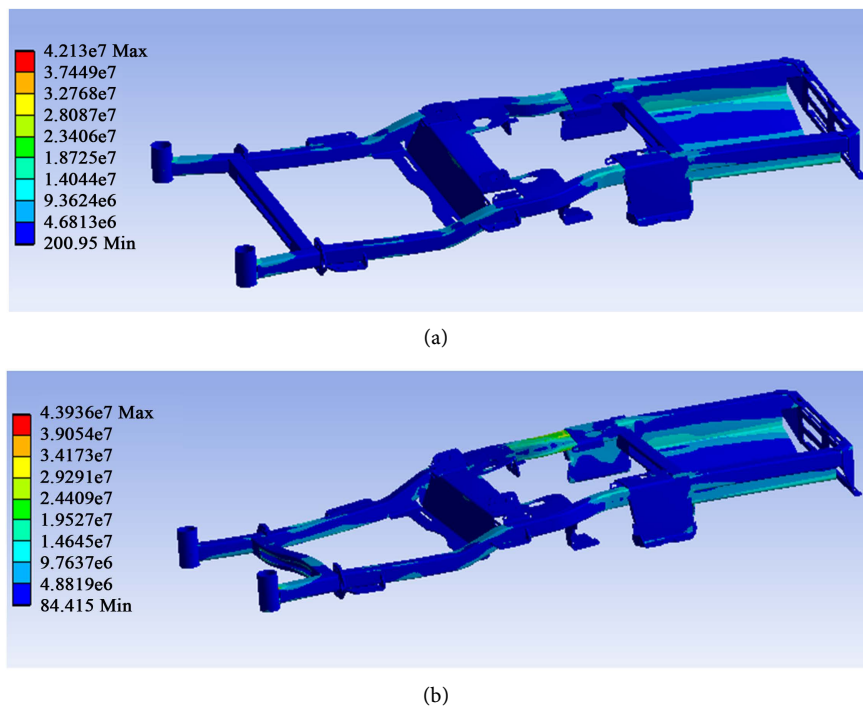 4.213e7 Max
3.7449e7
3.2768e7
2.8087e7
2.3406e7
1.8725e7
1.4044e7
9.3624e6
4.6813e6
200.95 Min
(a)
4.3936e7 Max
3.9054e7
3.4173e7
2.9291e7
2.4409e7
1.9527e7
1.4645e7
9.7637e6
4.8819e6
84.415 Min
(b)